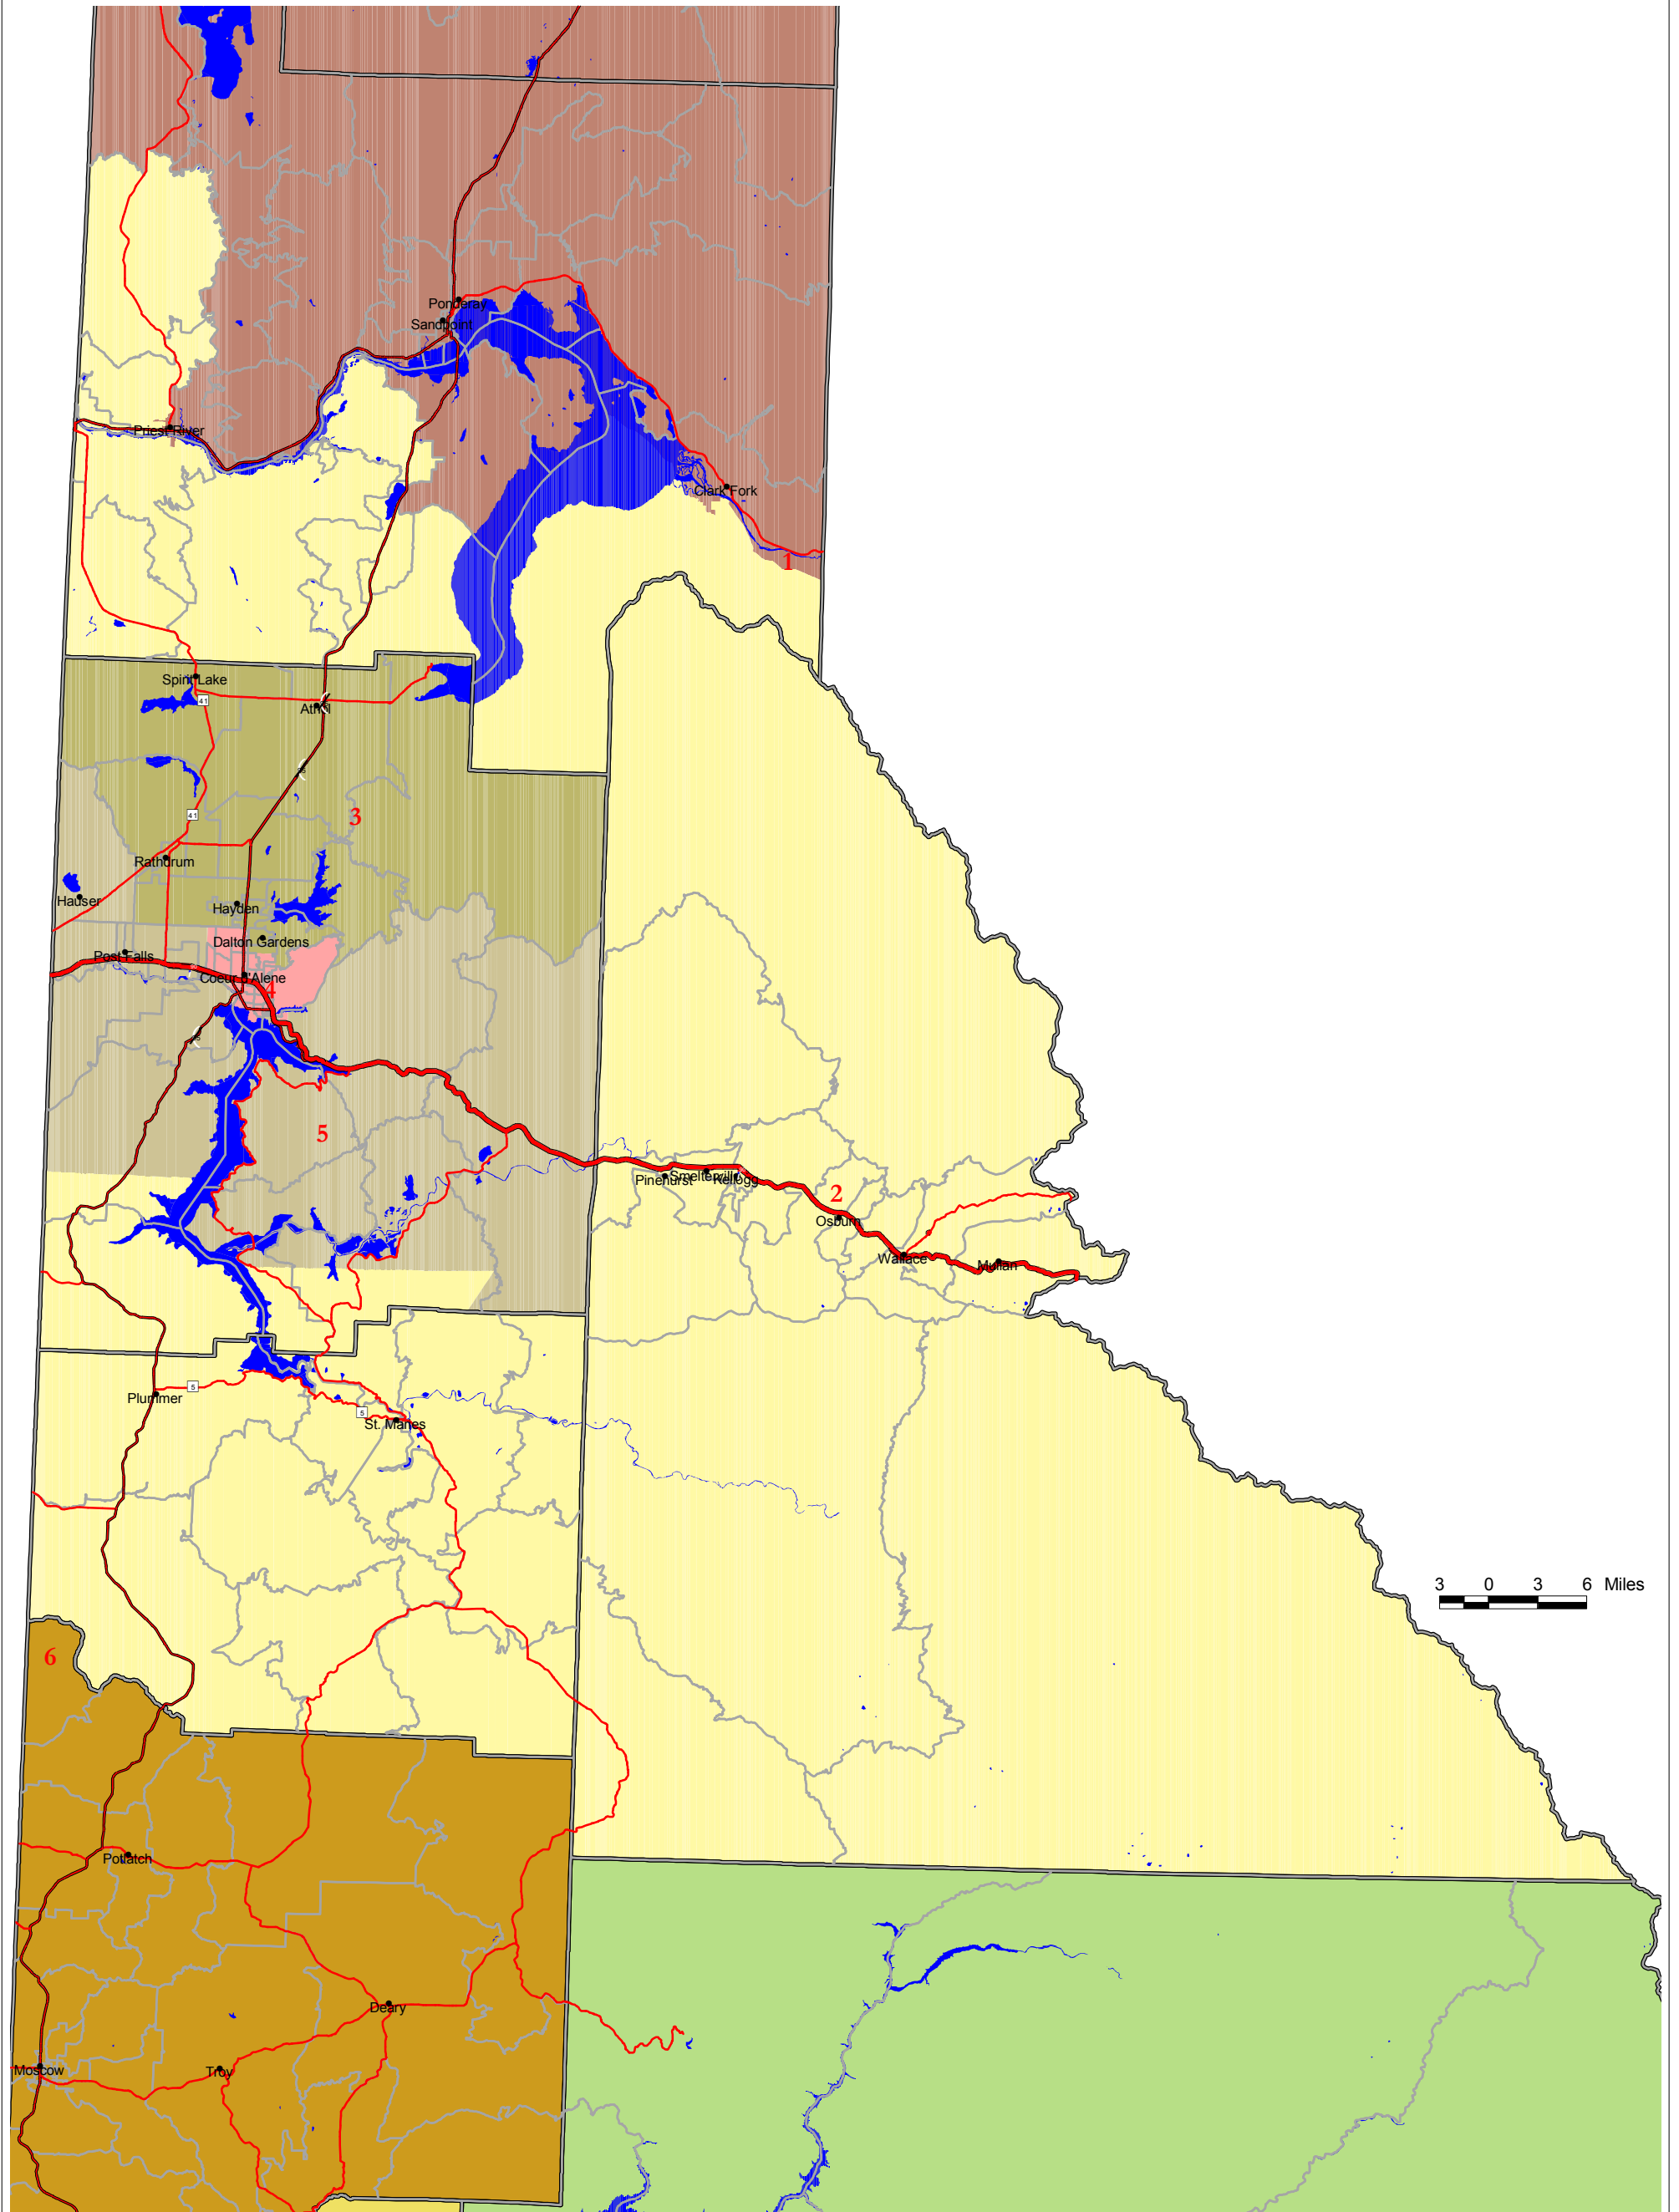 Ponderay
Sandpoint
Priest River
Clark Fork
1
Spirit Lake
41
Athol
95
3
41
Rathdrum
Hauser
Hayden
Dalton Gardens
Post Falls
Coeur d'Alene
4
5
Pinehurst
Smelterville
Kellogg
2
Osburn
Wallace
Mullan
5
Plummer
5
St. Maries
3 0 3 6 Miles
6
Potlatch
Deary
Moscow
Troy